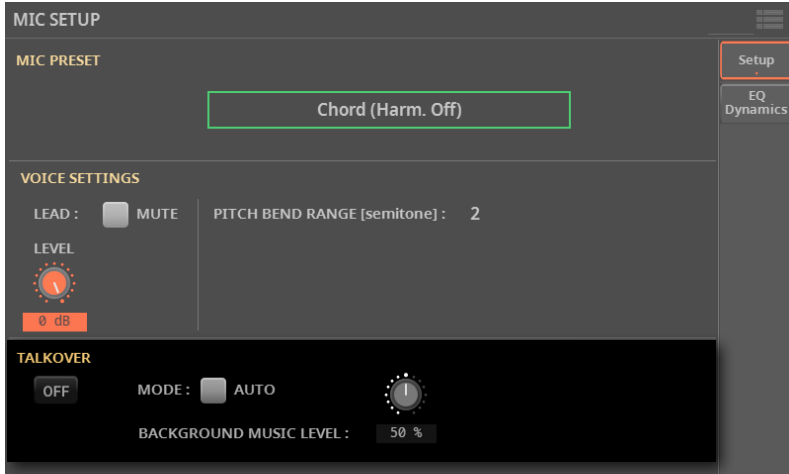 MIC SETUP
MIC PRESET
Setup
EQ
Dynamics
Chord (Harm. Off)
VOICE SETTINGS
LEAD : MUTE PITCH BEND RANGE [semitone] : 2
LEVEL
0 dB
TALKOVER
OFF MODE : AUTO
BACKGROUND MUSIC LEVEL : 50 %